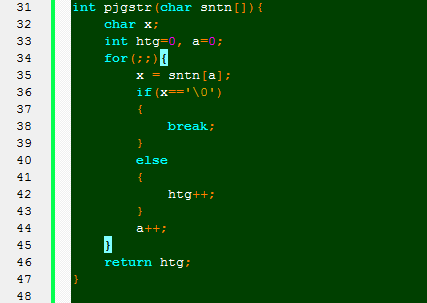 31 int pjgstr(char sntn[]){
32     char x;
33     int htg=0, a=0;
34     for(;;){
35         x = sntn[a];
36         if(x=='\0')
37         {
38             break;
39         }
40         else
41         {
42             htg++;
43         }
44         a++;
45     }
46     return htg;
47 }
48